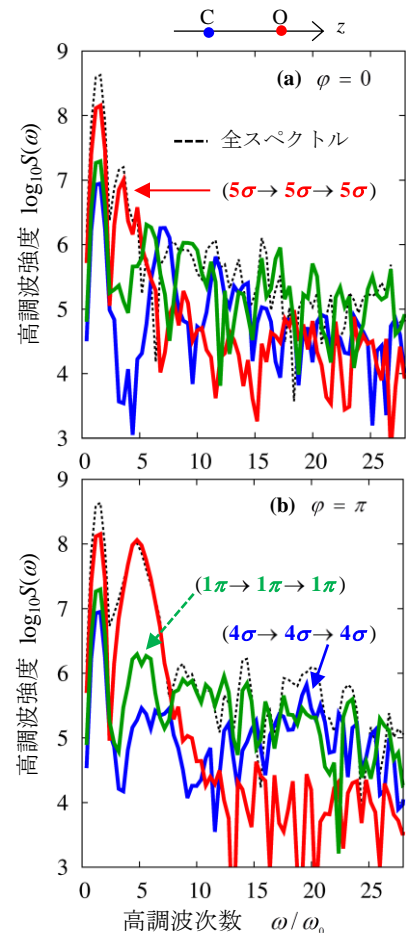 C O z
9
(a) φ = 0
8
全スペクトル
7
(5σ→ 5σ→ 5σ)
6
5
4
3
0 5 10 15 20 25
高調波強度 log10S(ω)
9
(b) φ = π
8
(1π→ 1π→ 1π)
7
(4σ→ 4σ→ 4σ)
6
5
4
3
0 5 10 15 20 25
高調波強度 log10S(ω)
高調波次数 ω/ω0